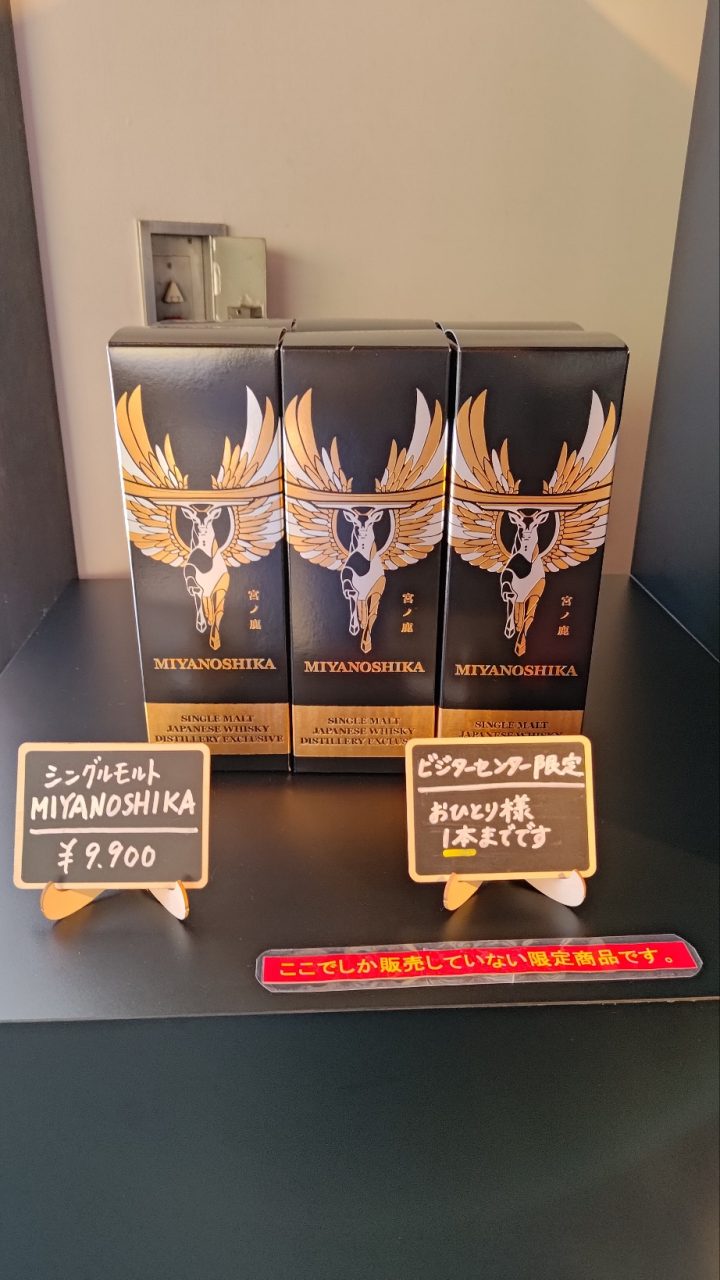 宮ノ鹿
MIYANOSHIKA
SINGLE MALT
JAPANESE WHISKY
DISTILLERY EXCLUSIVE
宮ノ鹿
MIYANOSHIKA
SINGLE MALT
JAPANESE WHISKY
DISTILLERY
宮ノ鹿
MIYANOSHIKA
SINGLE MALT
JAPANESE WHISKY
シングルモルト
MIYANOSHIKA
¥9.900
ビジターセンター限定
おひとり様
1本までです
ここでしか販売していない限定商品です。